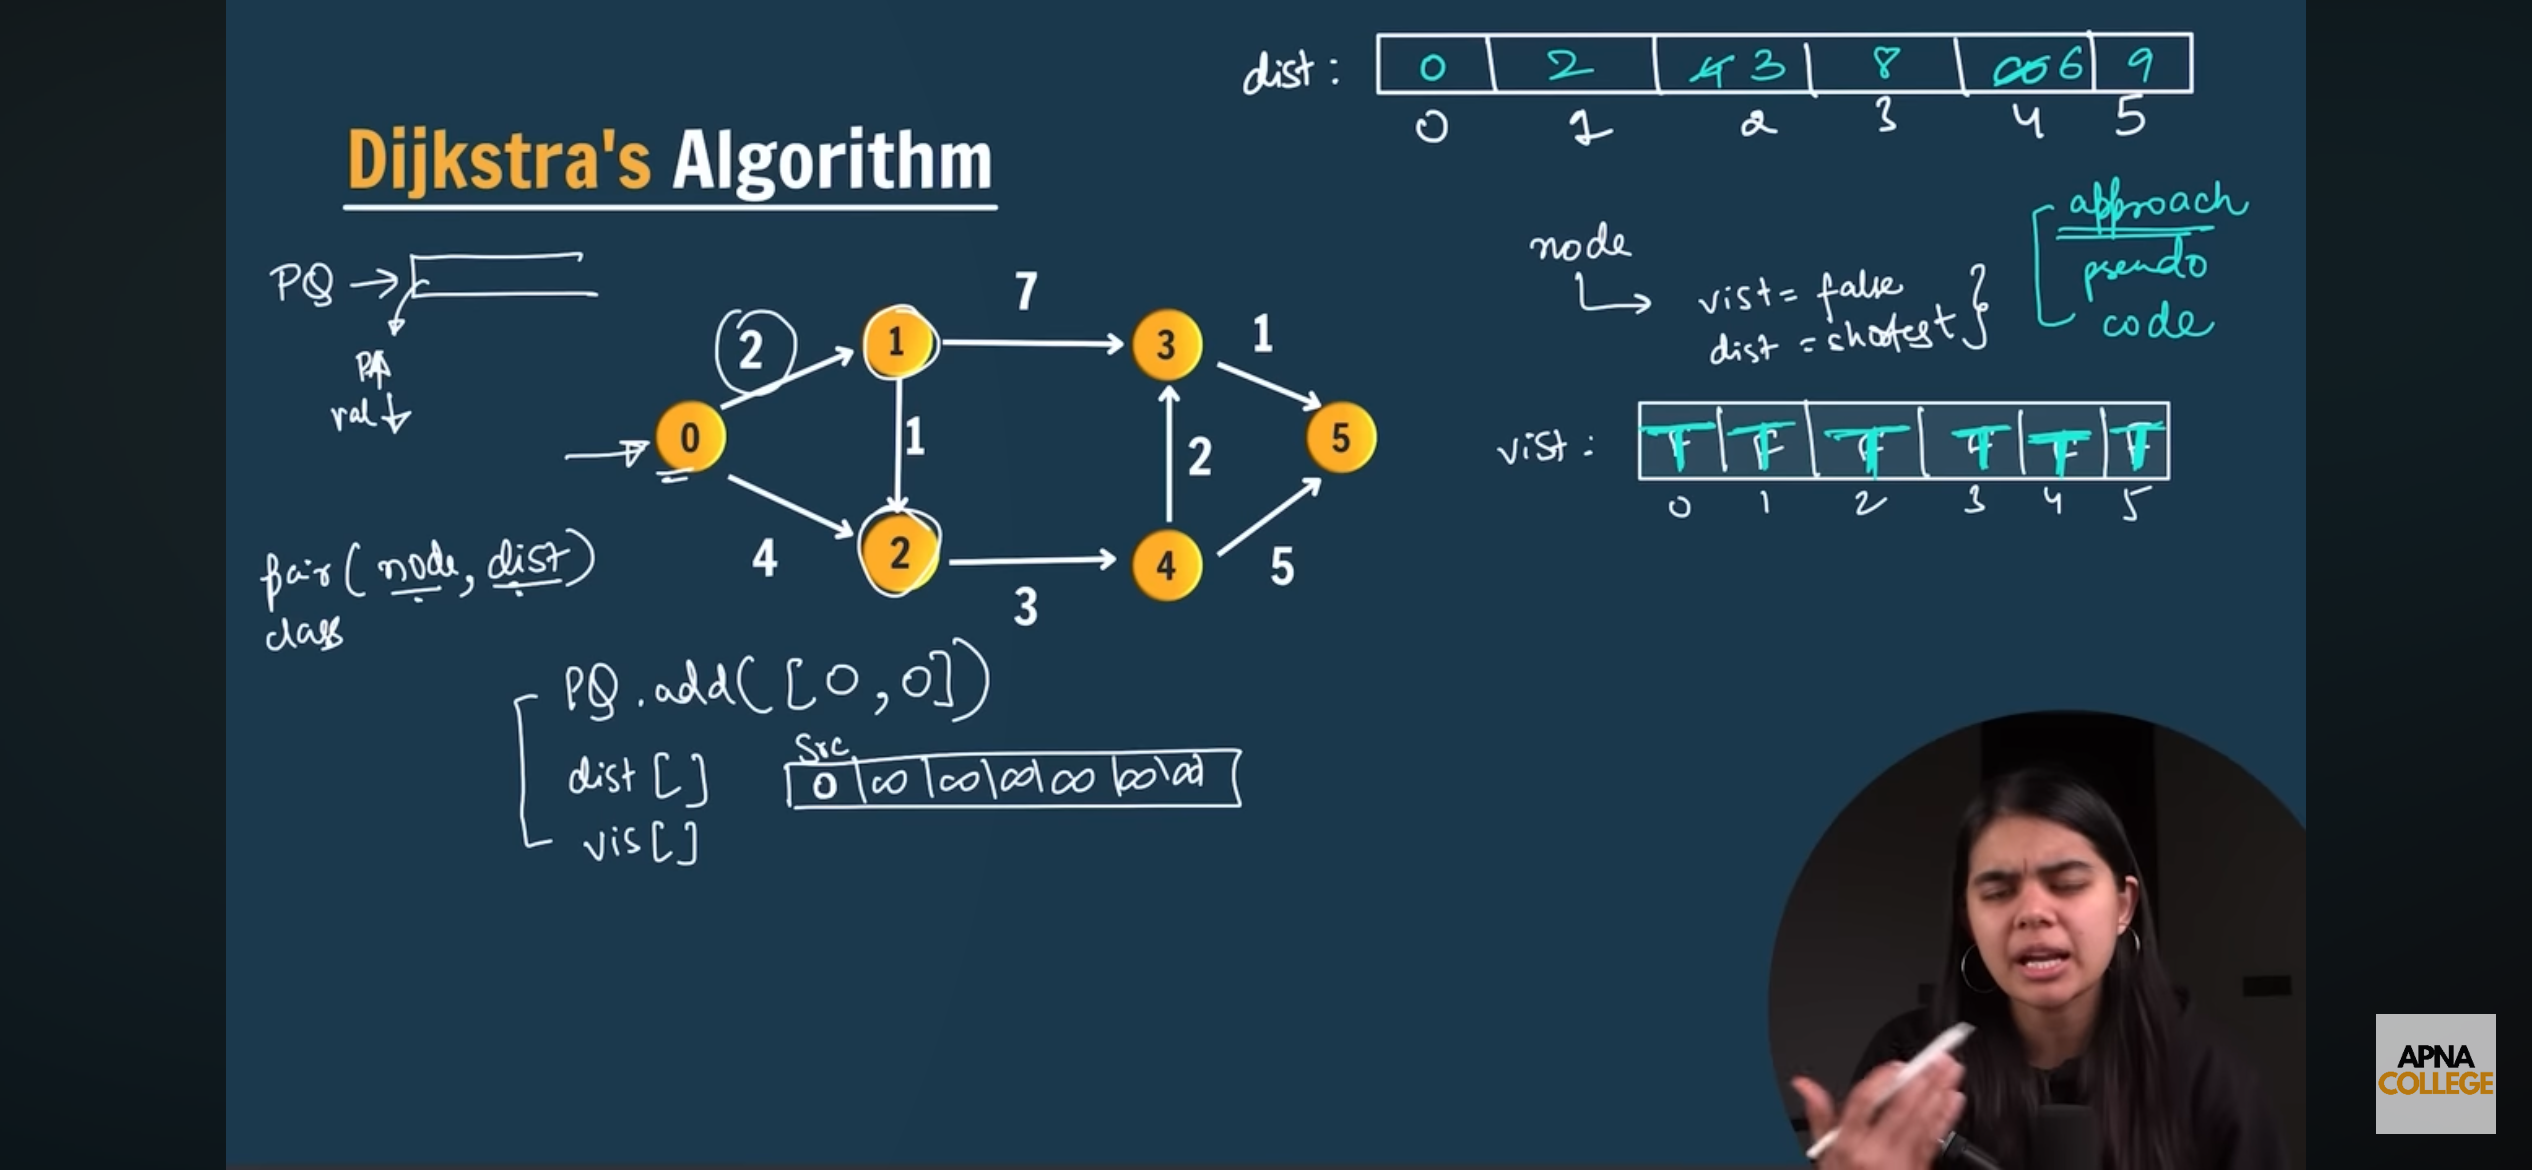 dist : 0 2 4 3 8 ∞ 6 9
0 1 2 3 4 5
Dijkstra's Algorithm
approach
pseudo
code
node
vist = false
dist = shortest
PQ →
val ↓
7
2
1
3
1
0
1
2
5
4
2
4
3
5
vist : F F F F F F
T T T T T T
0 1 2 3 4 5
pair (node, dist)
class
PQ.add([0,0])
src
dist [] 0 ∞ ∞ ∞ ∞ ∞ ∞
vis[]
APNA
COLLEGE